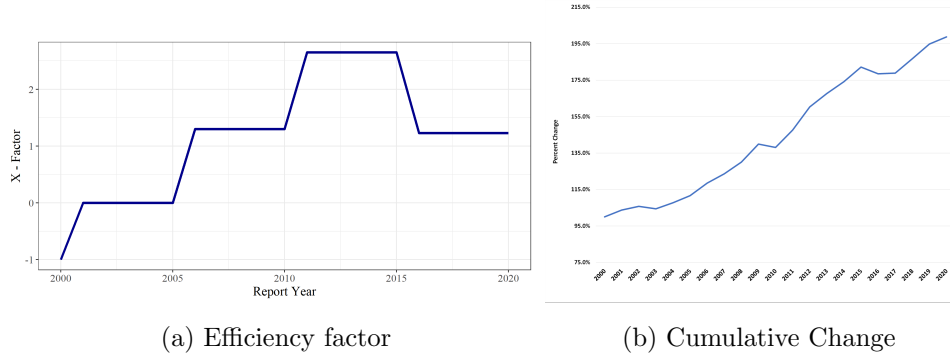 2
1
0
-1
X - Factor
2000 2005 2010 2015 2020
Report Year
215.0%
195.0%
175.0%
155.0%
135.0%
115.0%
95.0%
75.0%
Percent Change
2000 2001 2002 2003 2004 2005 2006 2007 2008 2009 2010 2011 2012 2013 2014 2015 2016 2017 2018 2019 2020
(a) Efficiency factor
(b) Cumulative Change